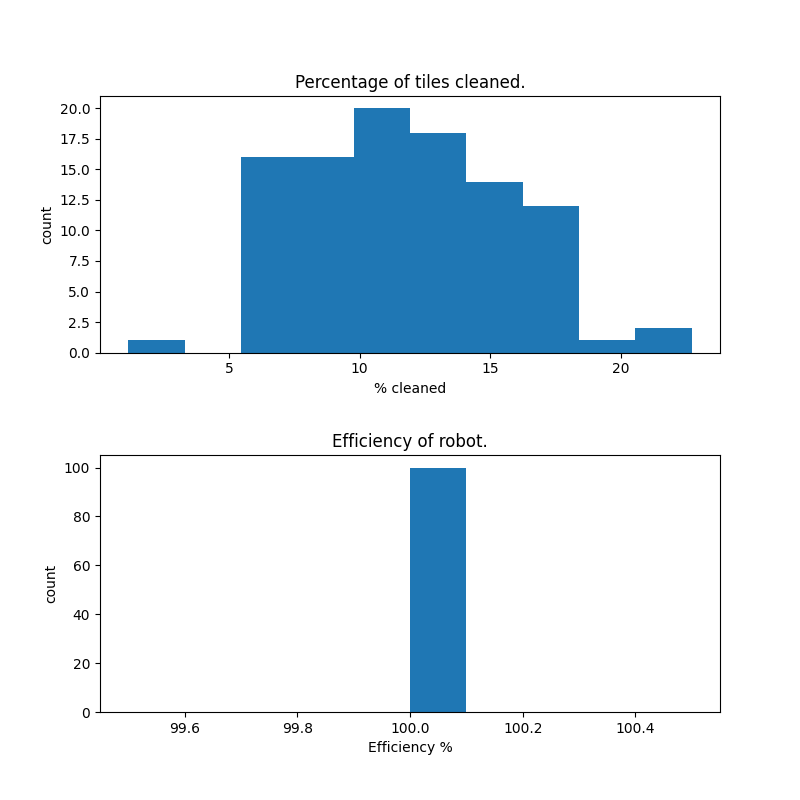 Percentage of tiles cleaned.
20.0
17.5
15.0
12.5
10.0
7.5
5.0
2.5
0.0
count
5 10 15 20
% cleaned
Efficiency of robot.
100
80
60
40
20
0
count
99.6 99.8 100.0 100.2 100.4
Efficiency %